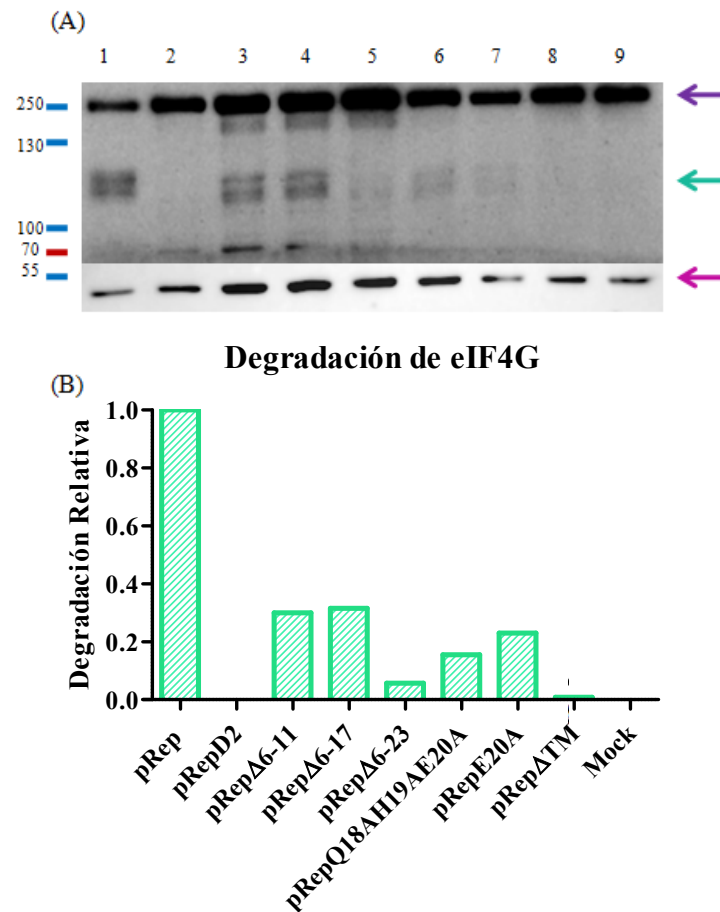 (A)
1 2 3 4 5 6 7 8 9
250
130
100
70
55
Degradación de eIF4G
(B)
Degradación Relativa
1.0
0.8
0.6
0.4
0.2
0.0
pRep
pRepD2
pRepΔ6-11
pRepΔ6-17
pRepΔ6-23
pRepQ18AH19AE20A
pRepE20A
pRepΔTM
Mock